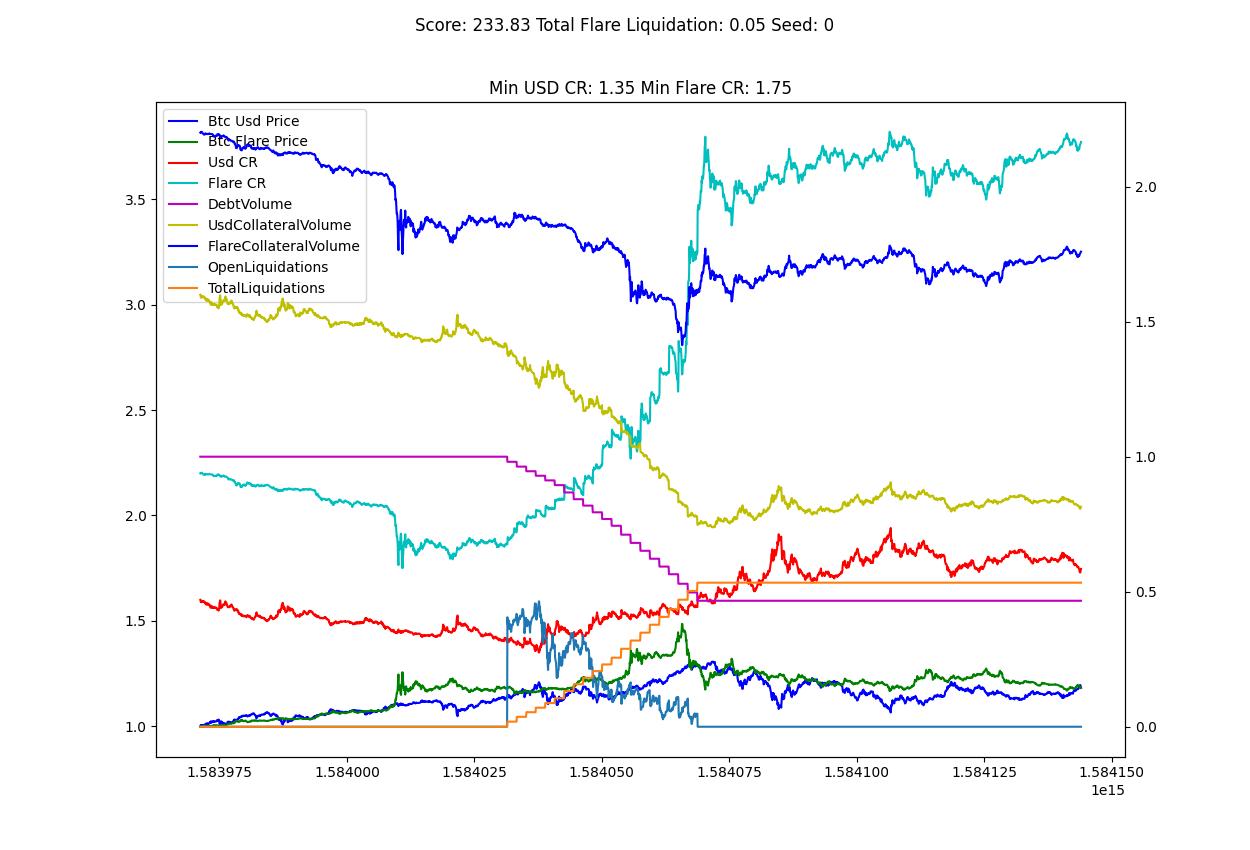 Score: 233.83 Total Flare Liquidation: 0.05 Seed: 0
Min USD CR: 1.35 Min Flare CR: 1.75
Btc Usd Price
Btc Flare Price
Usd CR
Flare CR
DebtVolume
UsdCollateralVolume
FlareCollateralVolume
OpenLiquidations
TotalLiquidations
3.5
3.0
2.5
2.0
1.5
1.0
2.0
1.5
1.0
0.5
0.0
1.583975
1.584000
1.584025
1.584050
1.584075
1.584100
1.584125
1.584150
1e15